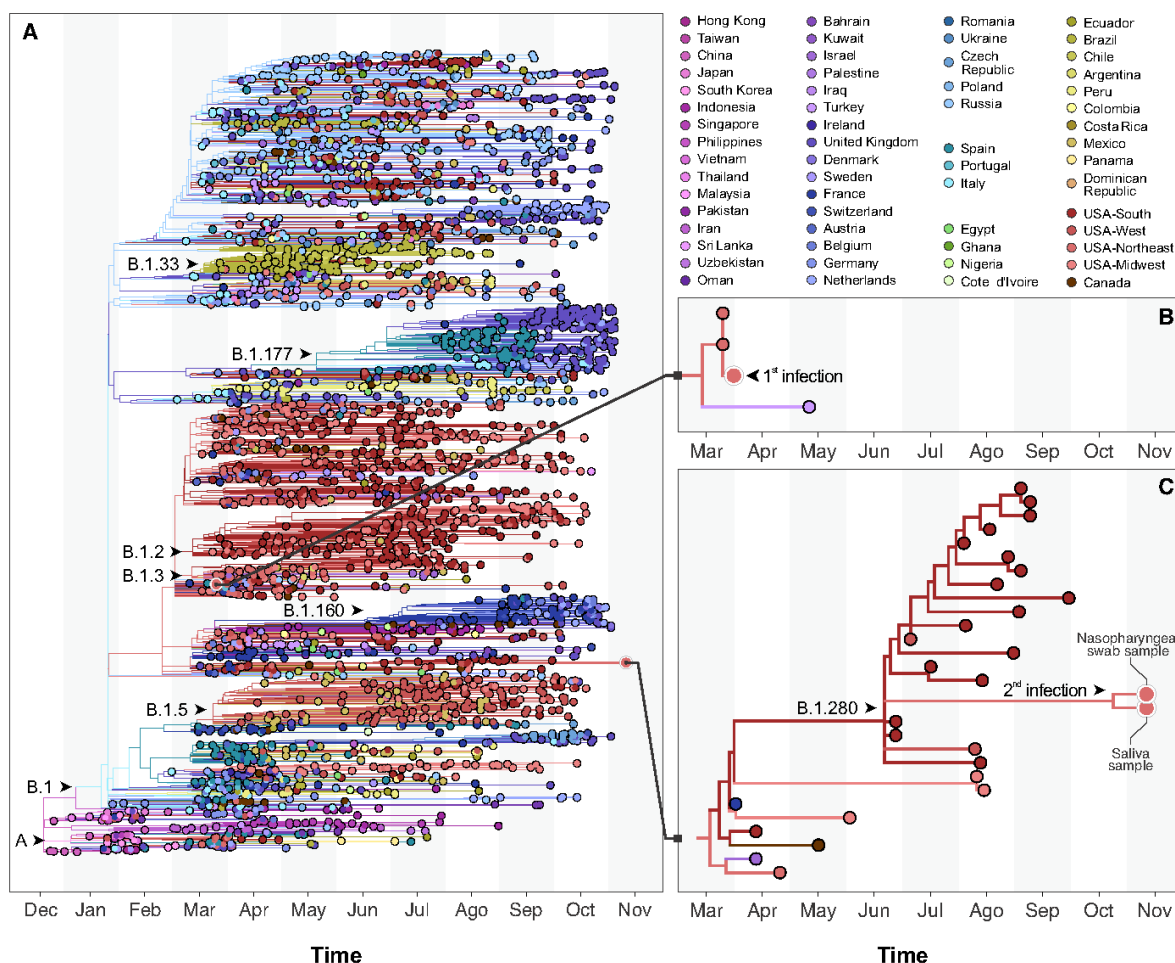 A
B.1.33
B.1.177
B.1.2
B.1.3
B.1.160
B.1.5
B.1
A
Dec Jan Feb Mar Apr May Jun Jul Ago Sep Oct Nov
Time
Hong Kong
Taiwan
China
Japan
South Korea
Indonesia
Singapore
Philippines
Vietnam
Thailand
Malaysia
Pakistan
Iran
Sri Lanka
Uzbekistan
Oman
Bahrain
Kuwait
Israel
Palestine
Iraq
Turkey
Ireland
United Kingdom
Denmark
Sweden
France
Switzerland
Austria
Belgium
Germany
Netherlands
Romania
Ukraine
Czech
Republic
Poland
Russia
Spain
Portugal
Italy
Egypt
Ghana
Nigeria
Cote d'Ivoire
Ecuador
Brazil
Chile
Argentina
Peru
Colombia
Costa Rica
Mexico
Panama
Dominican
Republic
USA-South
USA-West
USA-Northeast
USA-Midwest
Canada
B
1st infection
Mar Apr May Jun Jul Ago Sep Oct Nov
C
Nasopharyngea
swab sample
2nd infection
B.1.280
Saliva
sample
Mar Apr May Jun Jul Ago Sep Oct Nov
Time